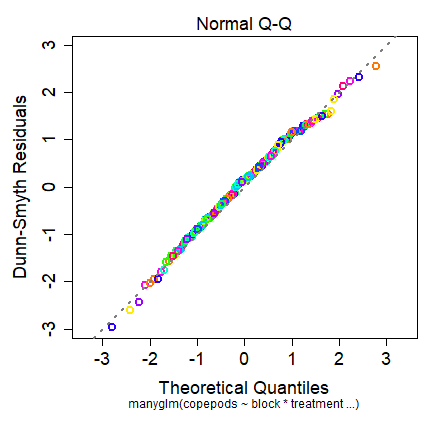 Normal Q-Q
Dunn-Smyth Residuals
3
2
1
0
-1
-2
-3
-3 -2 -1 0 1 2 3
Theoretical Quantiles
manyglm(copepods ~ block * treatment ...)